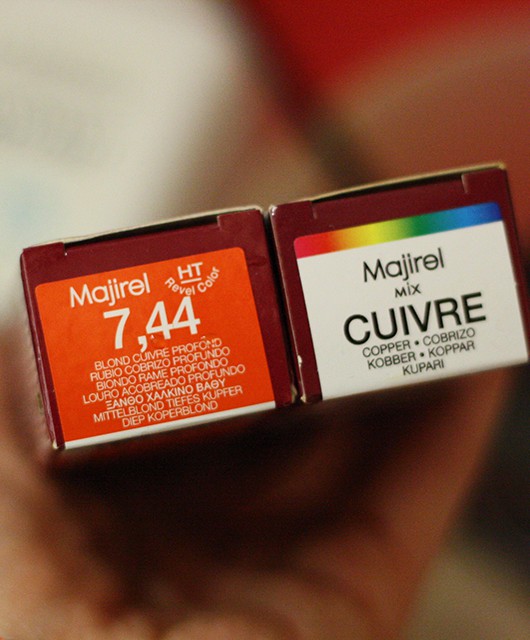 Majirel HT
Revel Color
7,44
BLOND CUIVRE PROFOND
RUBIO COBRIZO PROFUNDO
BIONDO RAME PROFONDO
LOURO ACOBREADO PROFUNDO
ΞΑΝΘΟ ΧΑΛΚΙΝΟ ΒΑΘΥ
MITTELBLOND TIEFES KUPFER
DIEP KOPERBLOND
Majirel
MIX
CUIVRE
COPPER • COBRIZO
KOBBER • KOPPAR
KUPARI